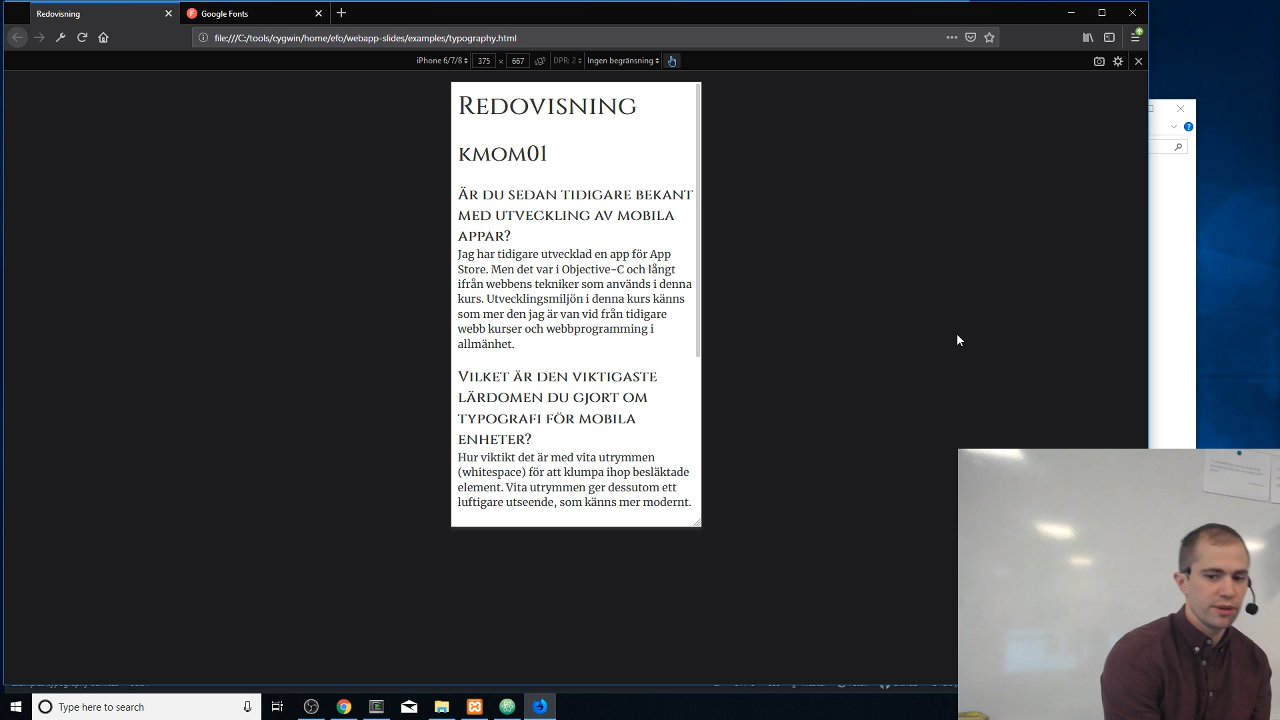 Redovisning
Google Fonts
file:///C:/tools/cygwin/home/efo/webapp-slides/examples/typography.html
iPhone 6/7/8 375 × 667 DPR: 2 Ingen begränsning
Redovisning
kmom01
Är du sedan tidigare bekant
med utveckling av mobila
appar?
Jag har tidigare utvecklad en app för App
Store. Men det var i Objective-C och långt
ifrån webbens tekniker som används i denna
kurs. Utvecklingsmiljön i denna kurs känns
som mer den jag är van vid från tidigare
webb kurser och webbprogramming i
allmänhet.
Vilket är den viktigaste
lärdomen du gjort om
typografi för mobila
enheter?
Hur viktikt det är med vita utrymmen
(whitespace) för att klumpa ihop besläktade
element. Vita utrymmen ger dessutom ett
luftigare utseende, som känns mer modernt.
Type here to search